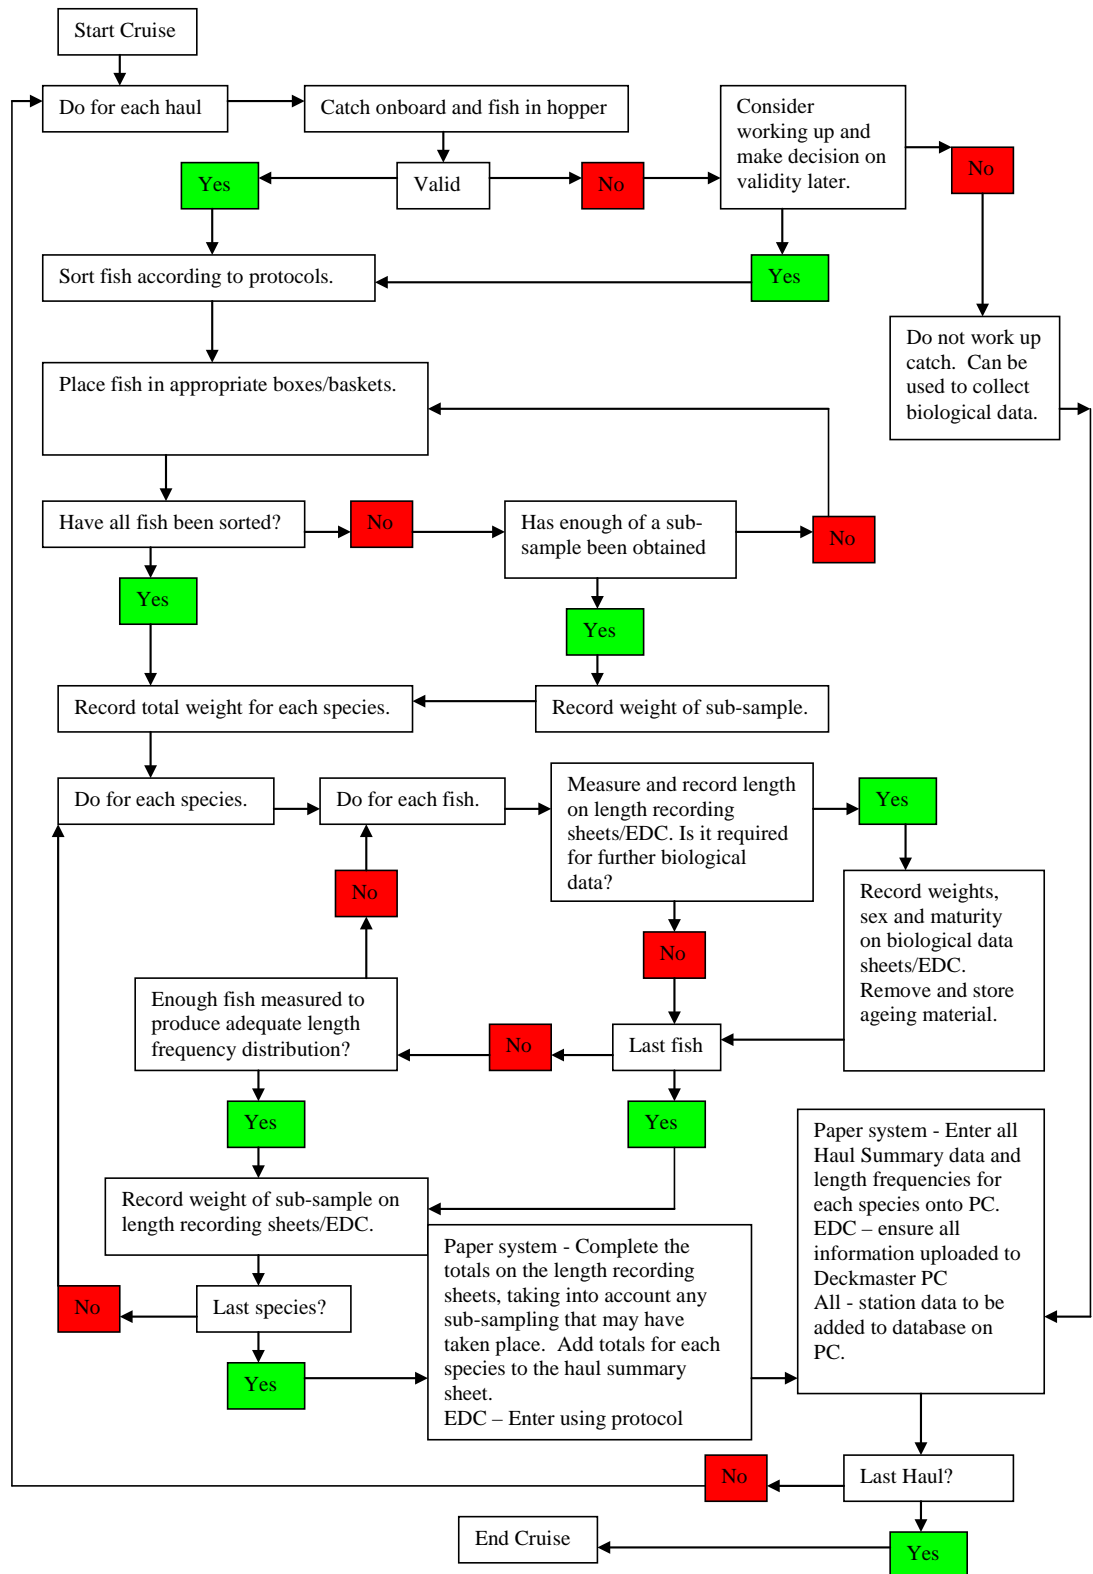 Start Cruise
Do for each haul
Catch onboard and fish in hopper
Consider
working up and
make decision on
validity later.
Yes
Valid
No
No
Sort fish according to protocols.
Yes
Do not work up
catch.  Can be
used to collect
biological data.
Place fish in appropriate boxes/baskets.
Have all fish been sorted?
No
Has enough of a sub-
sample been obtained
No
Yes
Yes
Record total weight for each species.
Record weight of sub-sample.
Do for each species.
Do for each fish.
Measure and record length
on length recording
sheets/EDC. Is it required
for further biological
data?
Yes
No
Record weights,
sex and maturity
on biological data
sheets/EDC.
Remove and store
ageing material.
No
Enough fish measured to
produce adequate length
frequency distribution?
No
Last fish
Yes
Yes
Paper system - Enter all
Haul Summary data and
length frequencies for
each species onto PC.
EDC – ensure all
information uploaded to
Deckmaster PC
All - station data to be
added to database on
PC.
Record weight of sub-sample on
length recording sheets/EDC.
Paper system - Complete the
totals on the length recording
sheets, taking into account any
sub-sampling that may have
taken place.  Add totals for each
species to the haul summary
sheet.
EDC – Enter using protocol
No
Last species?
Yes
No
Last Haul?
End Cruise
Yes